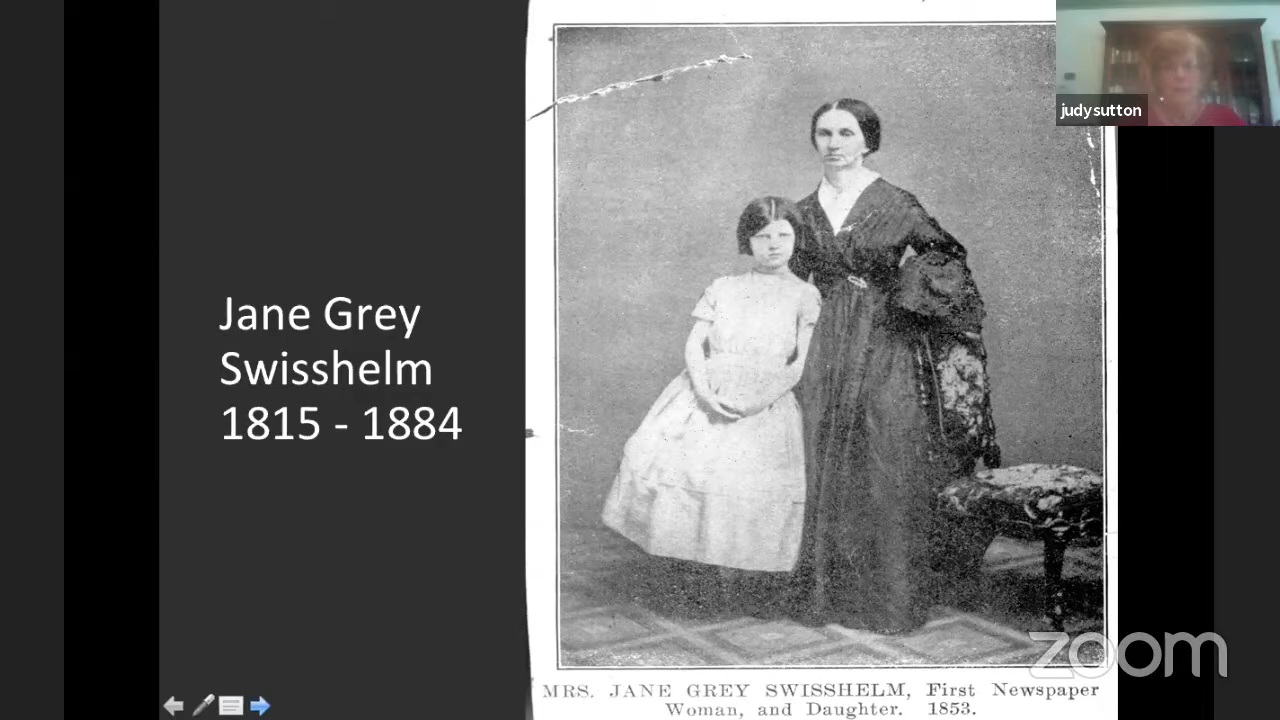 judysutton
Jane Grey
Swisshelm
1815 - 1884
zoom
MRS. JANE GREY SWISSHELM, First Newspaper
Woman, and Daughter. 1853.